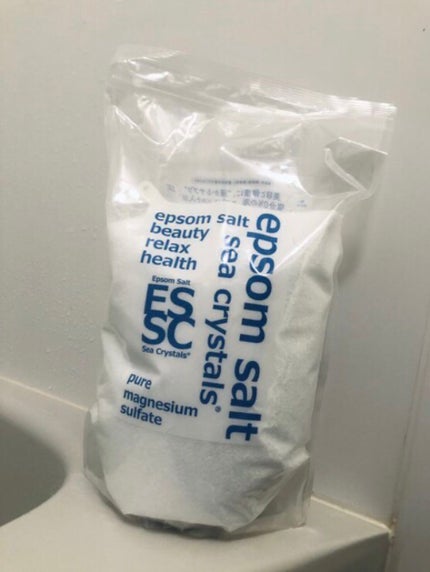 epsom salt
beauty
relax
health
Epsom Salt
ES
SC
Sea Crystals®
pure
magnesium
sulfate
epsom salt
sea crystals®